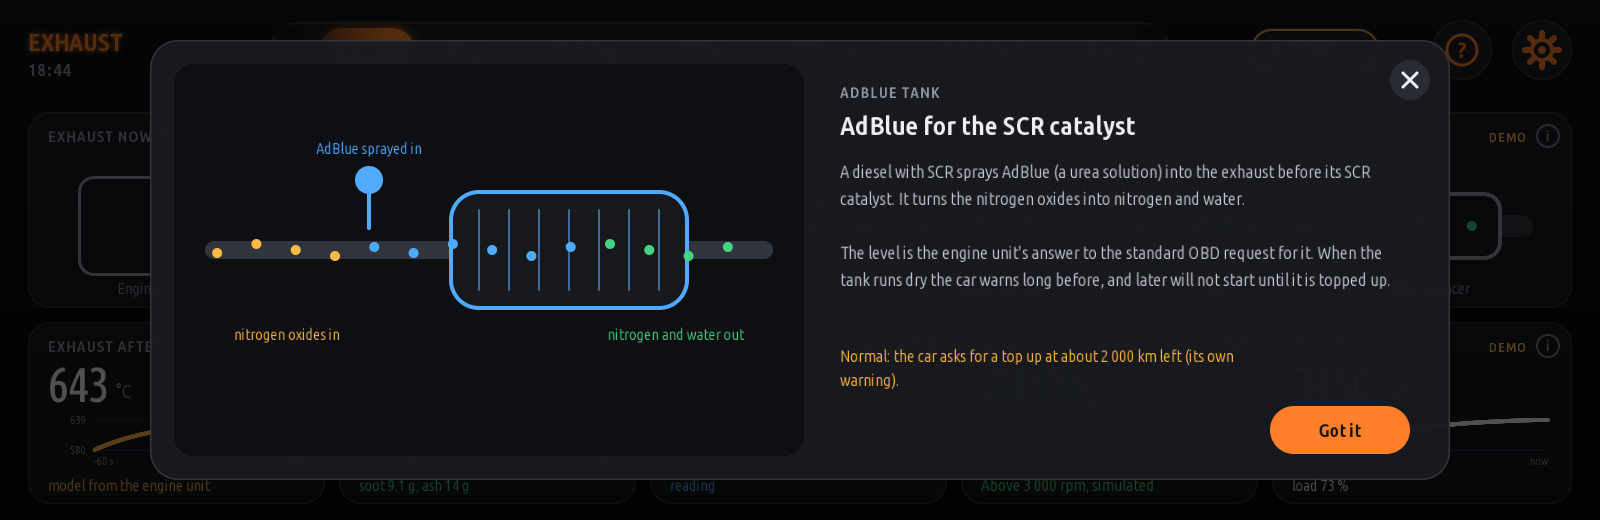 EXHAUST
18:44
?
EXHAUST NOW
DEMO i
Engin
cer
EXHAUST AFTE
DEMO i
643 °C
639
580
-60 s
now
model from the engine unit
soot 9.1 g, ash 14 g
reading
Above 3 000 rpm, simulated
load 73 %
AdBlue sprayed in
nitrogen oxides in
nitrogen and water out
ADBLUE TANK
AdBlue for the SCR catalyst
A diesel with SCR sprays AdBlue (a urea solution) into the exhaust before its SCR
catalyst. It turns the nitrogen oxides into nitrogen and water.
The level is the engine unit's answer to the standard OBD request for it. When the
tank runs dry the car warns long before, and later will not start until it is topped up.
Normal: the car asks for a top up at about 2 000 km left (its own
warning).
Got it